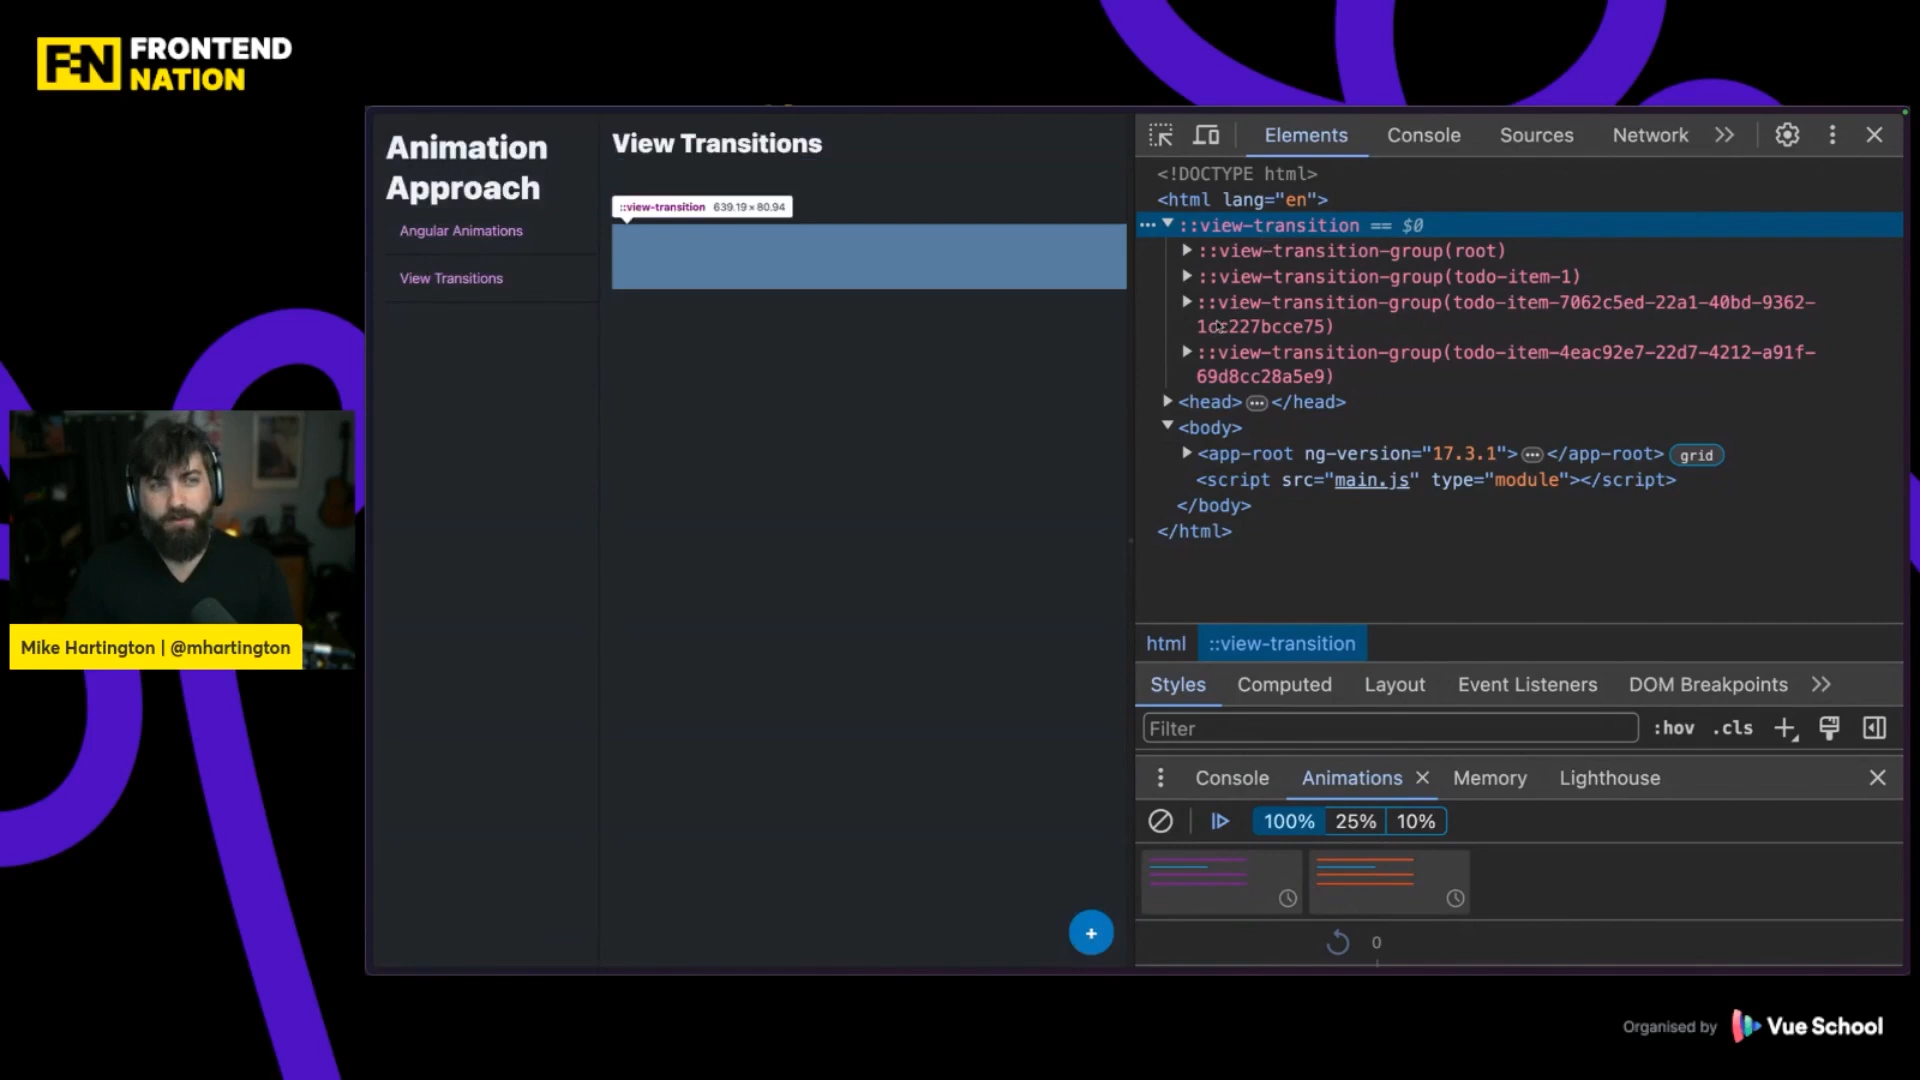 FEN FRONTEND
NATION
Animation
Approach
Angular Animations
View Transitions
View Transitions
::view-transition 639.19×80.94
+
Elements Console Sources Network >>
<!DOCTYPE html>
<html lang="en">
… ::view-transition == $0
::view-transition-group(root)
::view-transition-group(todo-item-1)
::view-transition-group(todo-item-7062c5ed-22a1-40bd-9362-
227bcce75)
::view-transition-group(todo-item-4eac92e7-22d7-4212-a91f-
69d8cc28a5e9)
<head> … </head>
<body>
<app-root ng-version="17.3.1"> … </app-root> grid
<script src="main.js" type="module"></script>
</body>
</html>
html ::view-transition
Styles Computed Layout Event Listeners DOM Breakpoints >>
Filter :hov .cls
Console Animations Memory Lighthouse
100% 25% 10%
0
Mike Hartington | @mhartington
Organised by Vue School